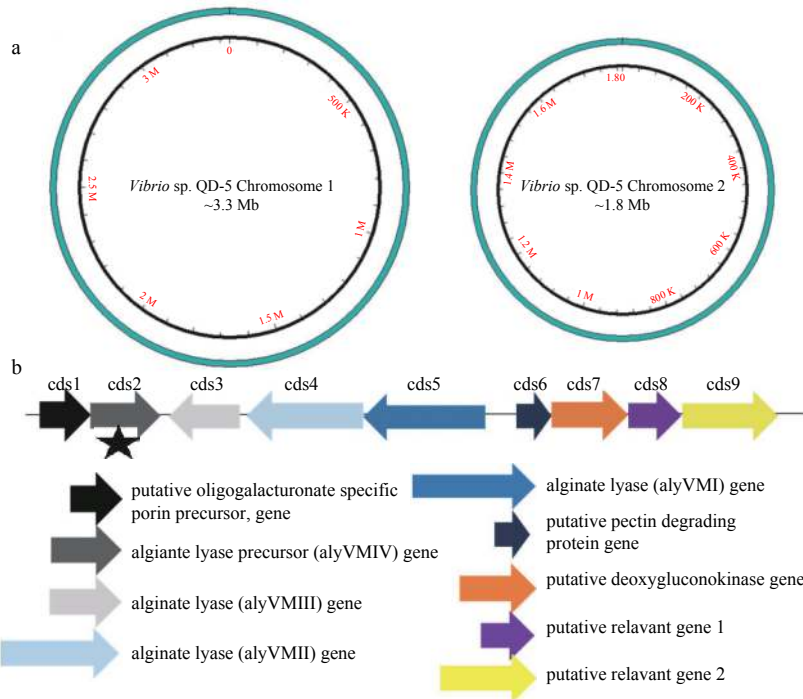 a
0
500 K
1 M
1.5 M
2 M
2.5 M
3 M
Vibrio sp. QD-5 Chromosome 1
~3.3 Mb
1.80
200 K
400 K
600 K
800 K
1 M
1.2 M
1.4 M
1.6 M
Vibrio sp. QD-5 Chromosome 2
~1.8 Mb
b
cds1 cds2 cds3 cds4 cds5 cds6 cds7 cds8 cds9
putative oligogalacturonate specific
porin precursor, gene
algiante lyase precursor (alyVMIV) gene
alginate lyase (alyVMIII) gene
alginate lyase (alyVMII) gene
alginate lyase (alyVMI) gene
putative pectin degrading
protein gene
putative deoxygluconokinase gene
putative relavant gene 1
putative relavant gene 2